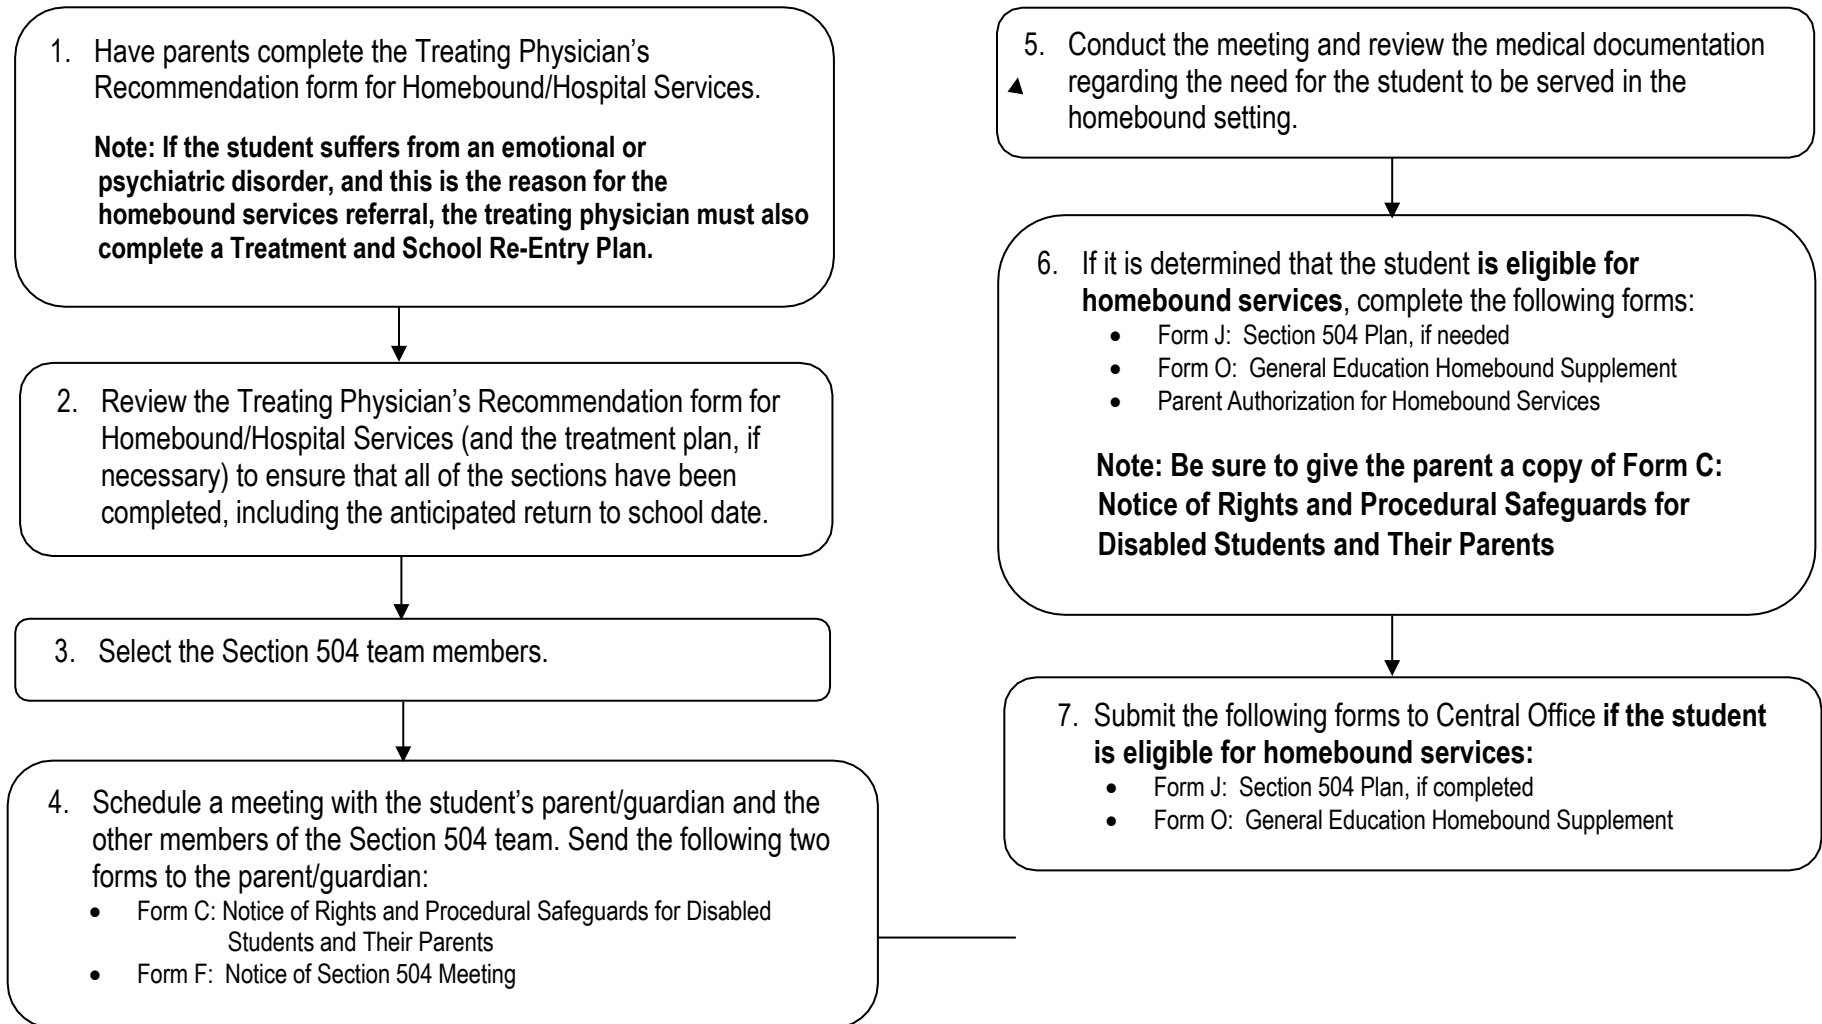 1. Have parents complete the Treating Physician's
Recommendation form for Homebound/Hospital Services.
Note: If the student suffers from an emotional or
psychiatric disorder, and this is the reason for the
homebound services referral, the treating physician must also
complete a Treatment and School Re-Entry Plan.
2. Review the Treating Physician's Recommendation form for
Homebound/Hospital Services (and the treatment plan, if
necessary) to ensure that all of the sections have been
completed, including the anticipated return to school date.
3. Select the Section 504 team members.
4. Schedule a meeting with the student's parent/guardian and the
other members of the Section 504 team. Send the following two
forms to the parent/guardian:
• Form C: Notice of Rights and Procedural Safeguards for Disabled
Students and Their Parents
• Form F: Notice of Section 504 Meeting
5. Conduct the meeting and review the medical documentation
regarding the need for the student to be served in the
homebound setting.
6. If it is determined that the student is eligible for
homebound services, complete the following forms:
• Form J: Section 504 Plan, if needed
• Form O: General Education Homebound Supplement
• Parent Authorization for Homebound Services
Note: Be sure to give the parent a copy of Form C:
Notice of Rights and Procedural Safeguards for
Disabled Students and Their Parents
7. Submit the following forms to Central Office if the student
is eligible for homebound services:
• Form J: Section 504 Plan, if completed
• Form O: General Education Homebound Supplement